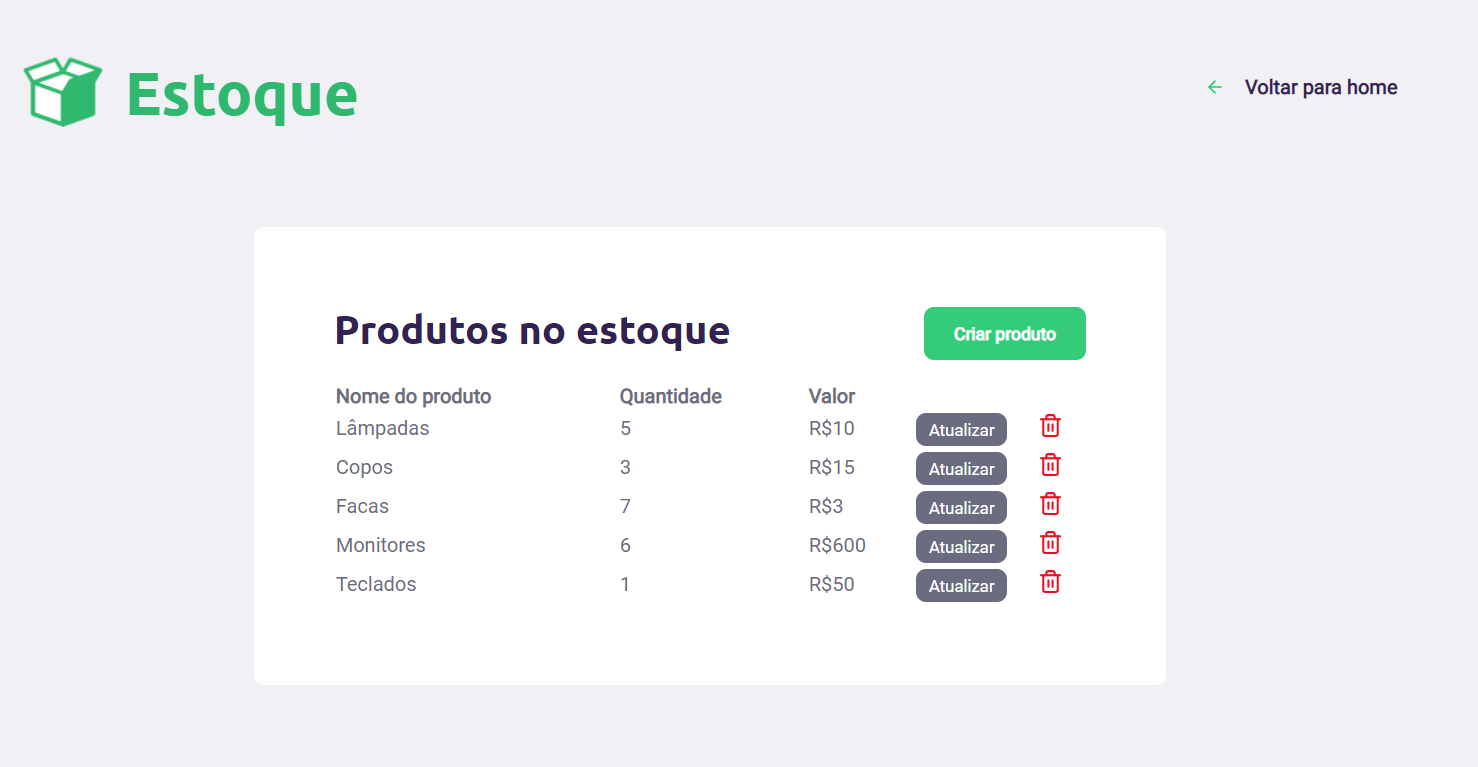 Estoque
Voltar para home
Produtos no estoque
Criar produto
Nome do produto Quantidade Valor
Lâmpadas 5 R$10 Atualizar
Copos 3 R$15 Atualizar
Facas 7 R$3 Atualizar
Monitores 6 R$600 Atualizar
Teclados 1 R$50 Atualizar